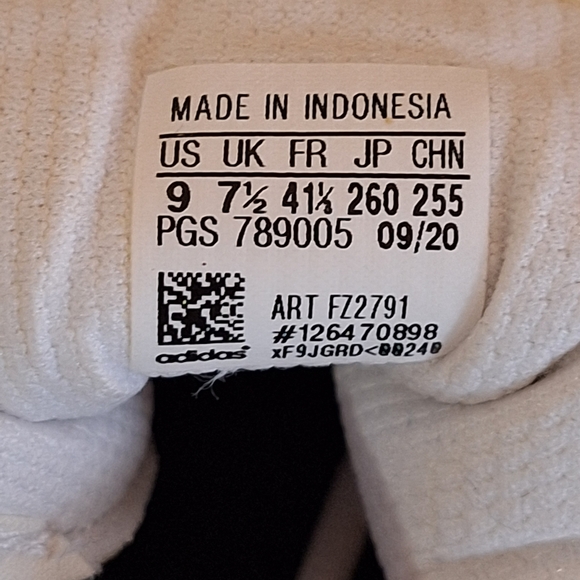 MADE IN INDONESIA
US UK FR JP CHN
9 7½ 41⅓ 260 255
PGS 789005 09/20
ART FZ2791
#126470898
adidas